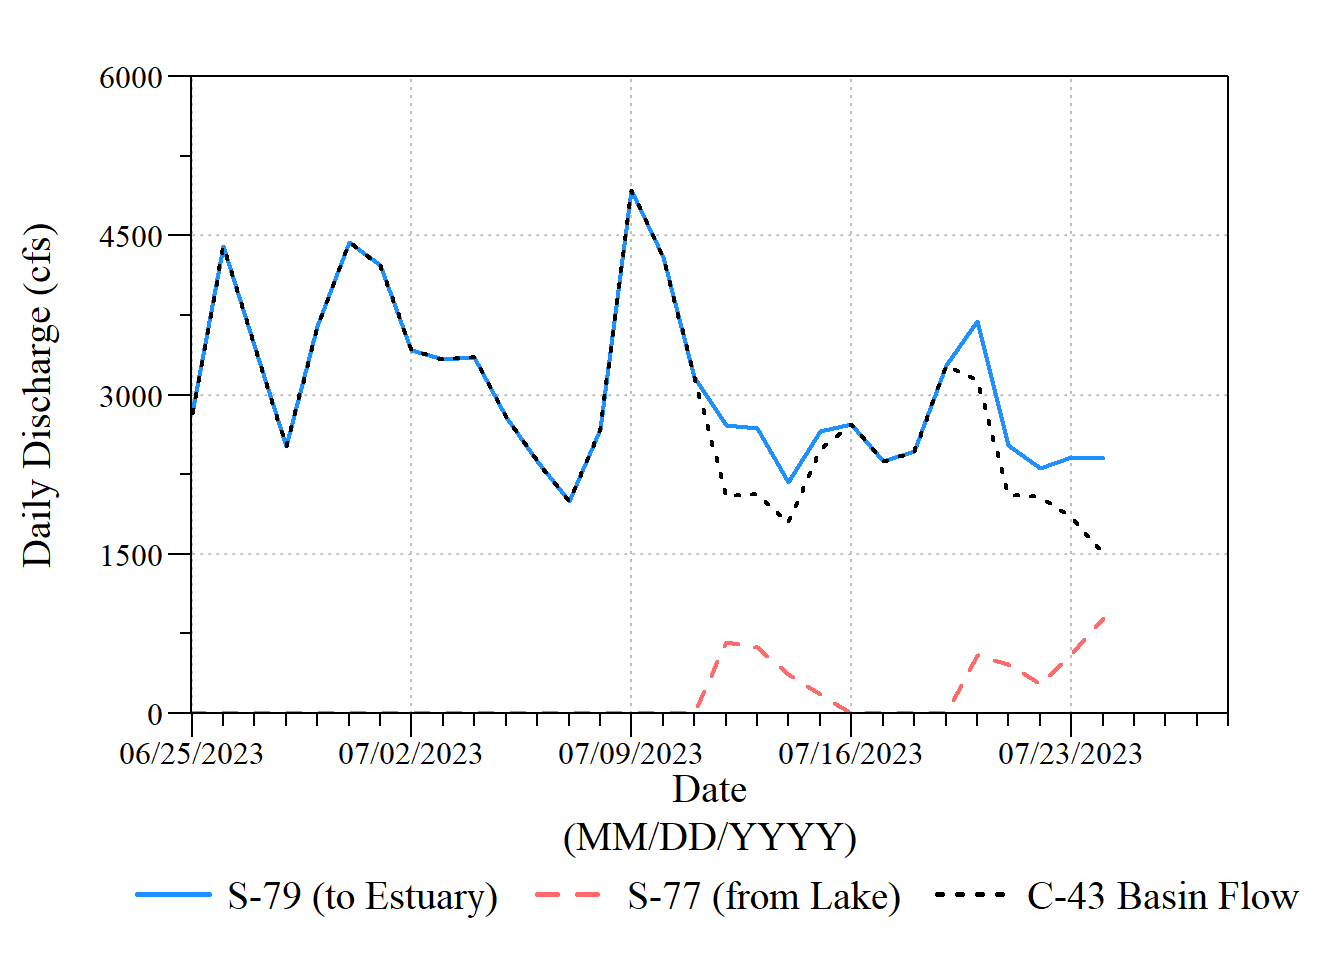 6000
4500
3000
1500
0
Daily Discharge (cfs)
06/25/2023 07/02/2023 07/09/2023 07/16/2023 07/23/2023
Date
(MM/DD/YYYY)
S-79 (to Estuary) S-77 (from Lake) C-43 Basin Flow